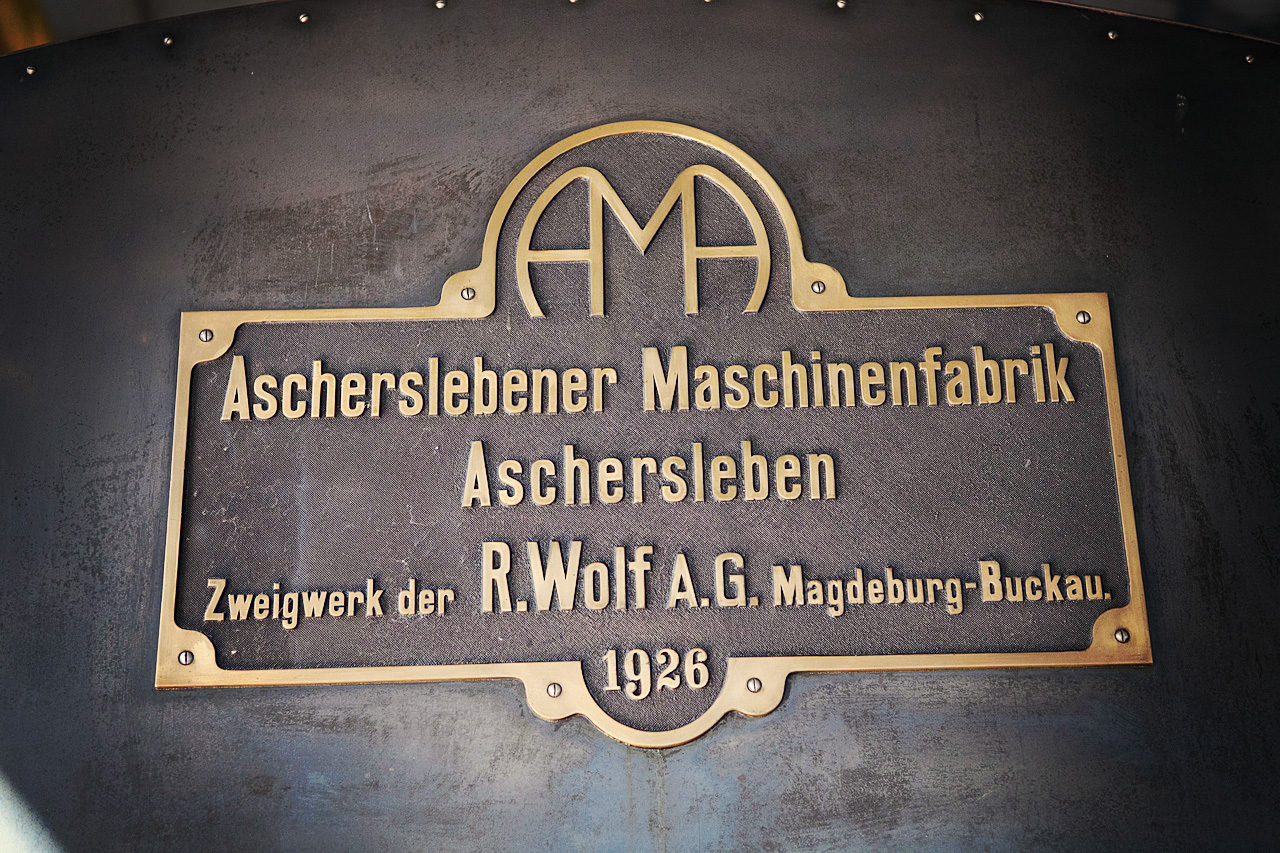 AMA
Ascherslebener Maschinenfabrik
Aschersleben
Zweigwerk der R. Wolf A.G. Magdeburg-Buckau.
1926